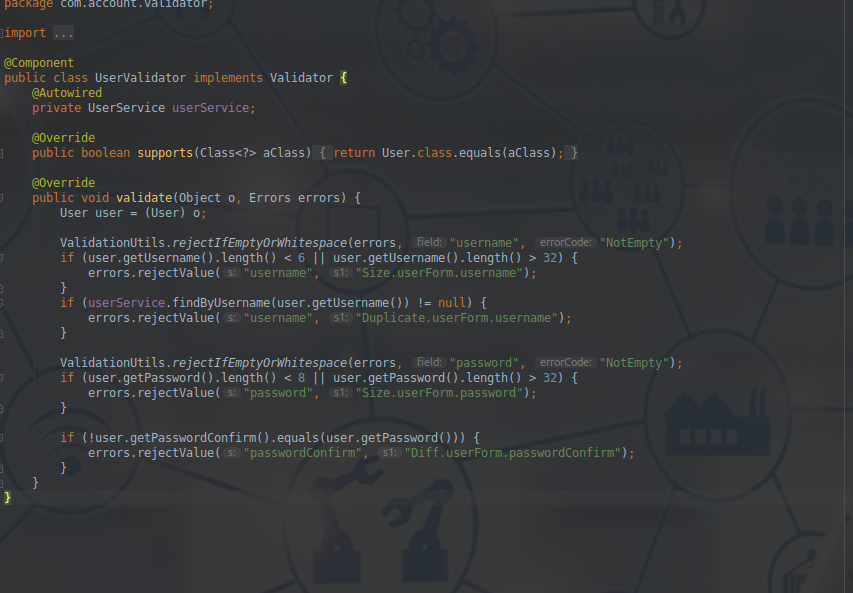 package com.account.validator;
import ...
@Component
public class UserValidator implements Validator {
@Autowired
private UserService userService;
@Override
public boolean supports(Class<?> aClass) { return User.class.equals(aClass); }
@Override
public void validate(Object o, Errors errors) {
User user = (User) o;
ValidationUtils.rejectIfEmptyOrWhitespace(errors, field: "username", errorCode: "NotEmpty");
if (user.getUsername().length() < 6 || user.getUsername().length() > 32) {
errors.rejectValue( s: "username", s1: "Size.userForm.username");
}
if (userService.findByUsername(user.getUsername()) != null) {
errors.rejectValue( s: "username", s1: "Duplicate.userForm.username");
}
ValidationUtils.rejectIfEmptyOrWhitespace(errors, field: "password", errorCode: "NotEmpty");
if (user.getPassword().length() < 8 || user.getPassword().length() > 32) {
errors.rejectValue( s: "password", s1: "Size.userForm.password");
}
if (!user.getPasswordConfirm().equals(user.getPassword())) {
errors.rejectValue( s: "passwordConfirm", s1: "Diff.userForm.passwordConfirm");
}
}
}